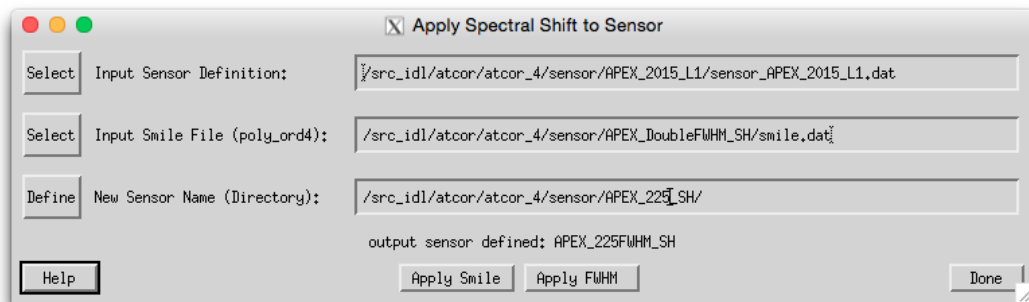 Apply Spectral Shift to Sensor
Select Input Sensor Definition: /src_idl/atcor/atcor_4/sensor/APEX_2015_L1/sensor_APEX_2015_L1.dat
Select Input Smile File (poly_ord4): /src_idl/atcor/atcor_4/sensor/APEX_DoubleFWHM_SH/smile.dat
Define New Sensor Name (Directory): /src_idl/atcor/atcor_4/sensor/APEX_225_SH/
output sensor defined: APEX_225FWHM_SH
Help Apply Smile Apply FWHM Done